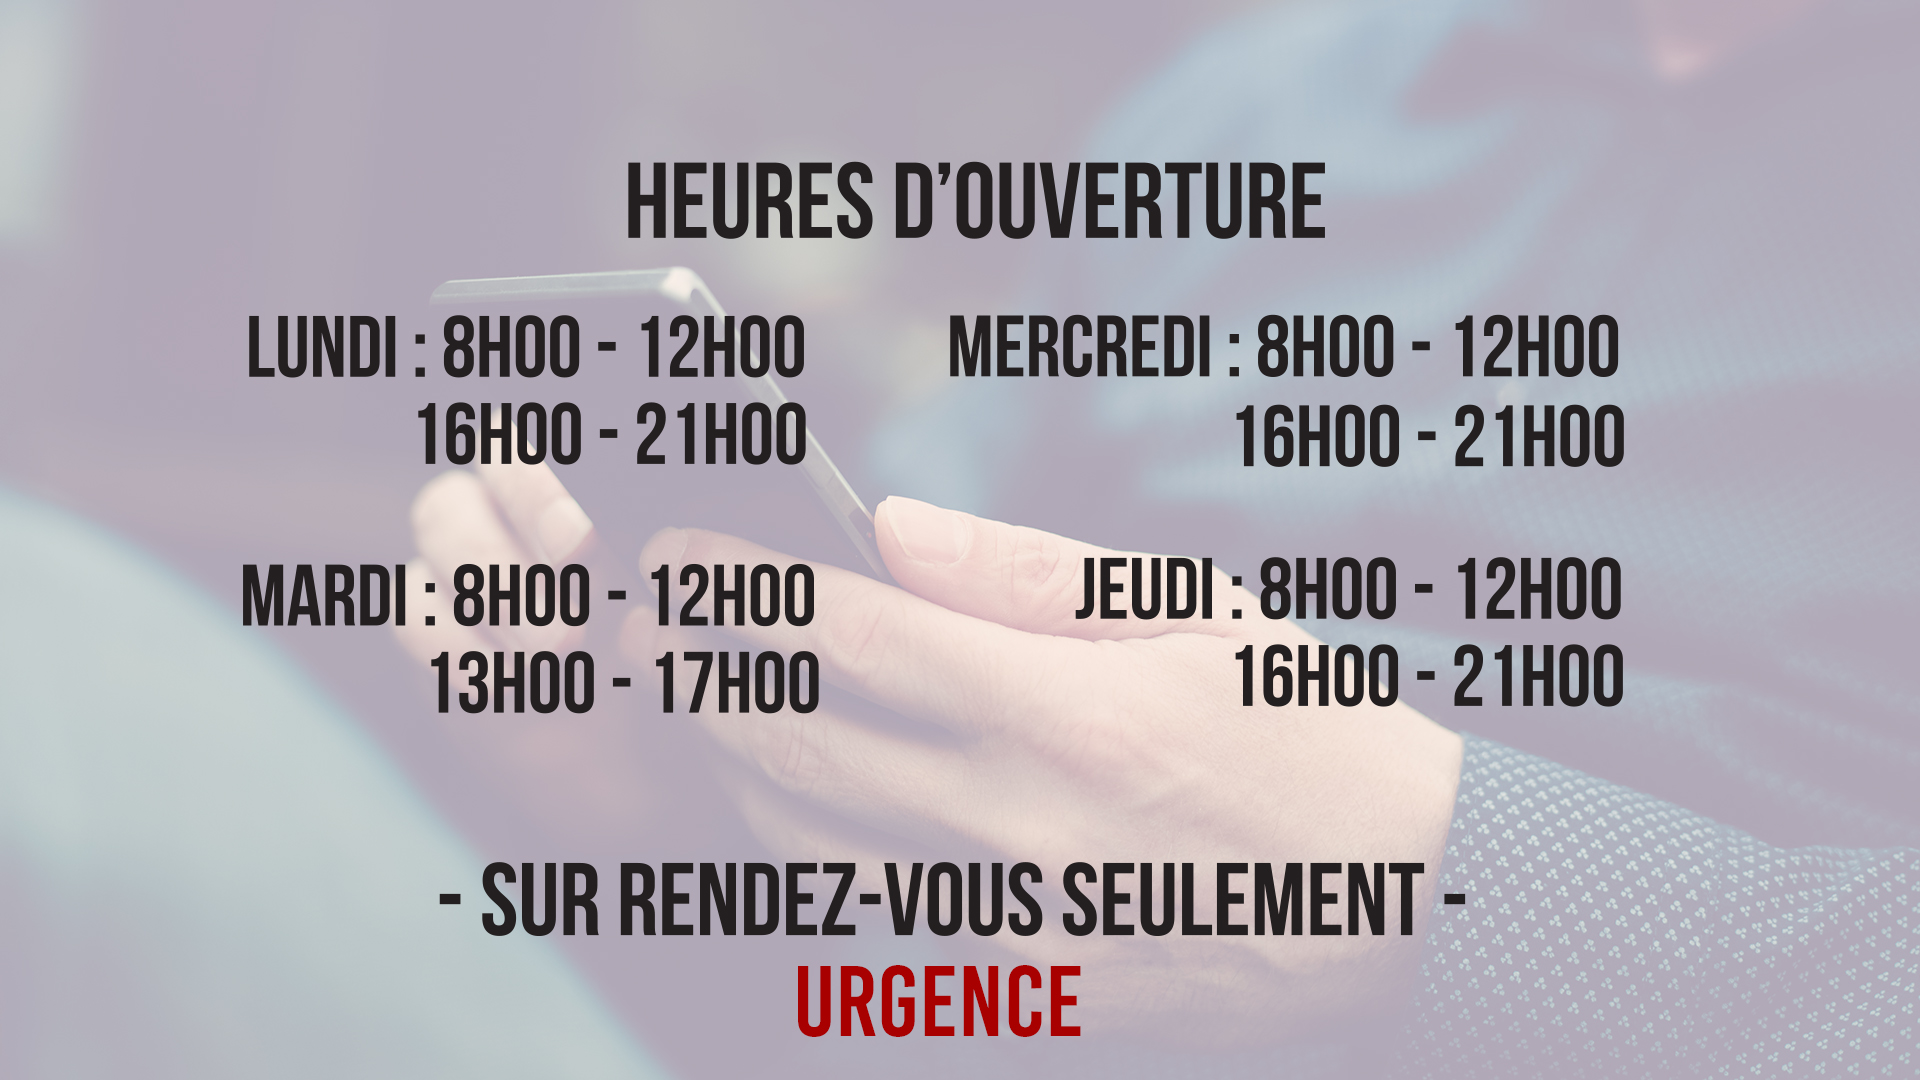 HEURES D’OUVERTURE
LUNDI : 8H00 - 12H00
16H00 - 21H00
MARDI : 8H00 - 12H00
13H00 - 17H00
MERCREDI : 8H00 - 12H00
16H00 - 21H00
JEUDI : 8H00 - 12H00
16H00 - 21H00
- SUR RENDEZ-VOUS SEULEMENT -
URGENCE